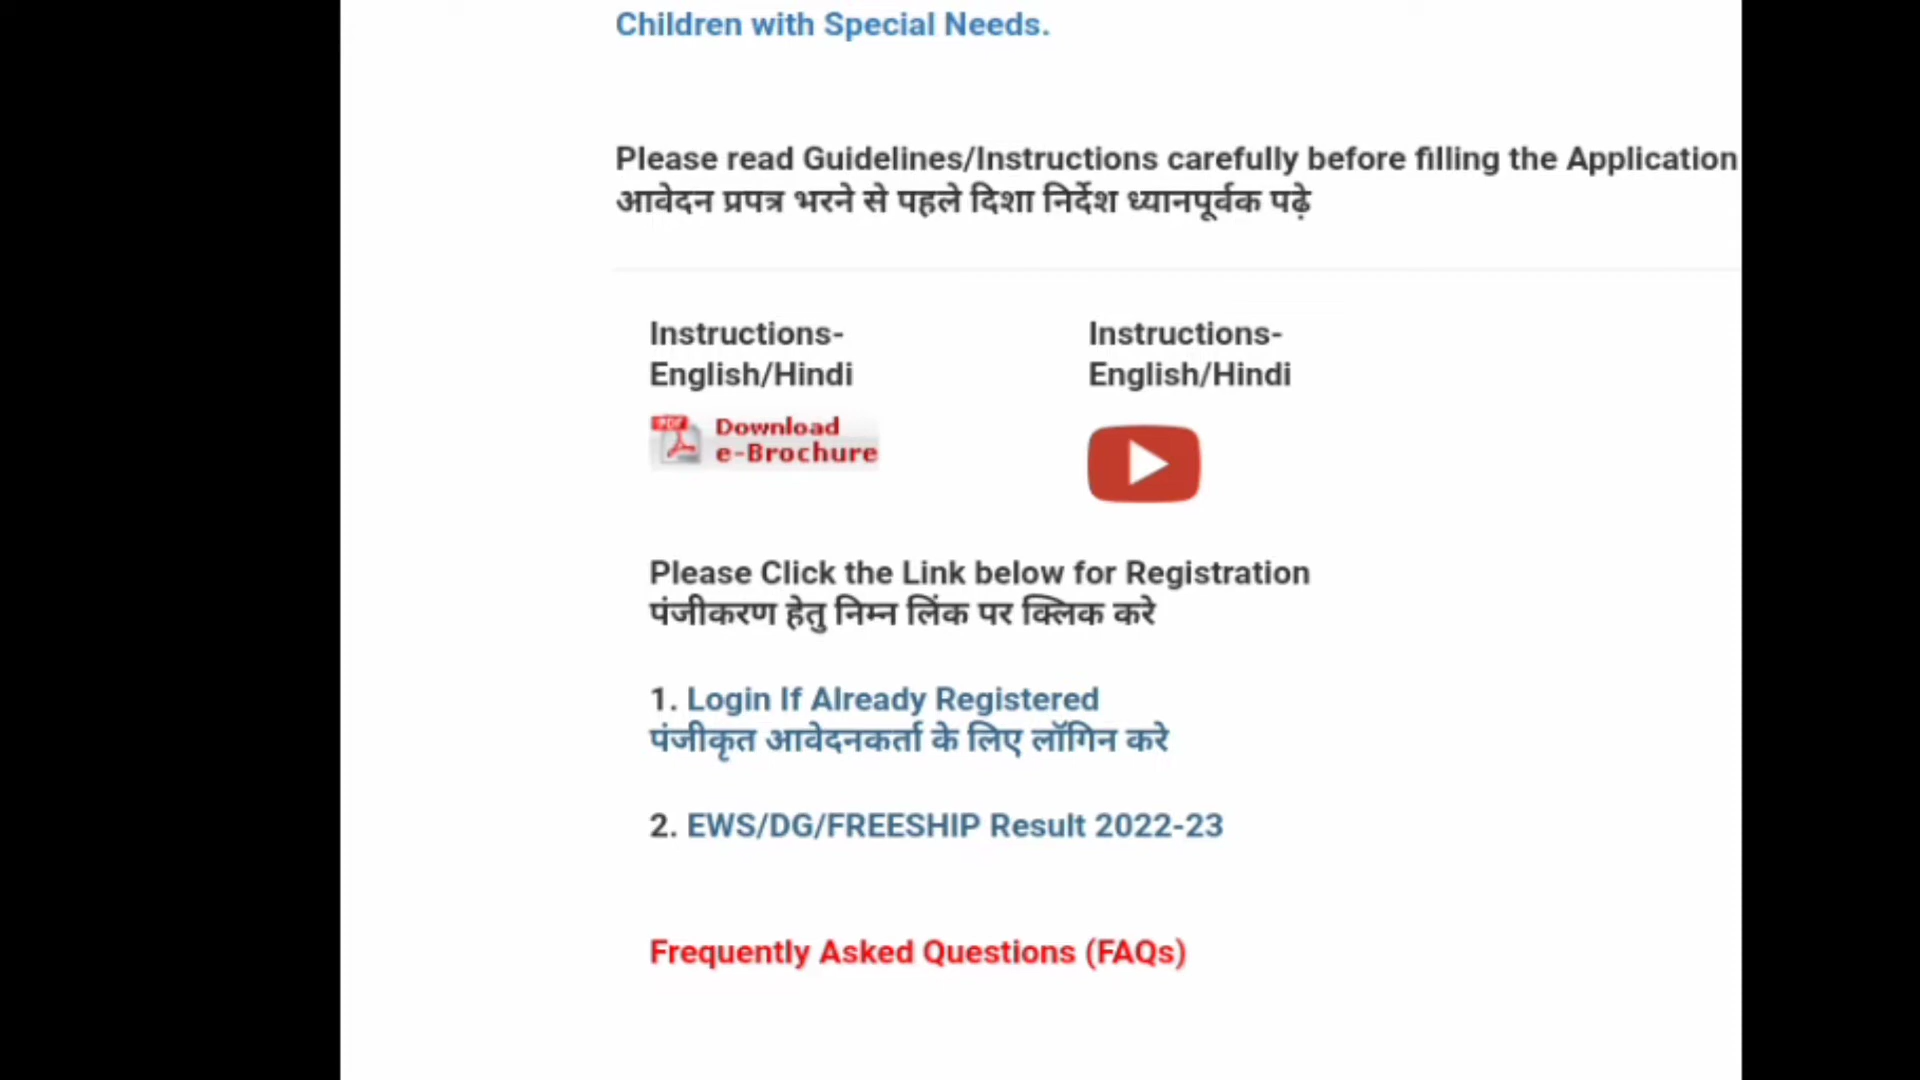 Children with Special Needs.
Please read Guidelines/Instructions carefully before filling the Application
आवेदन प्रपत्र भरने से पहले दिशा निर्देश ध्यानपूर्वक पढ़े
Instructions-
English/Hindi
PDF
Download
e-Brochure
Instructions-
English/Hindi
Please Click the Link below for Registration
पंजीकरण हेतु निम्न लिंक पर क्लिक करे
1. Login If Already Registered
पंजीकृत आवेदनकर्ता के लिए लॉगिन करे
2. EWS/DG/FREESHIP Result 2022-23
Frequently Asked Questions (FAQs)